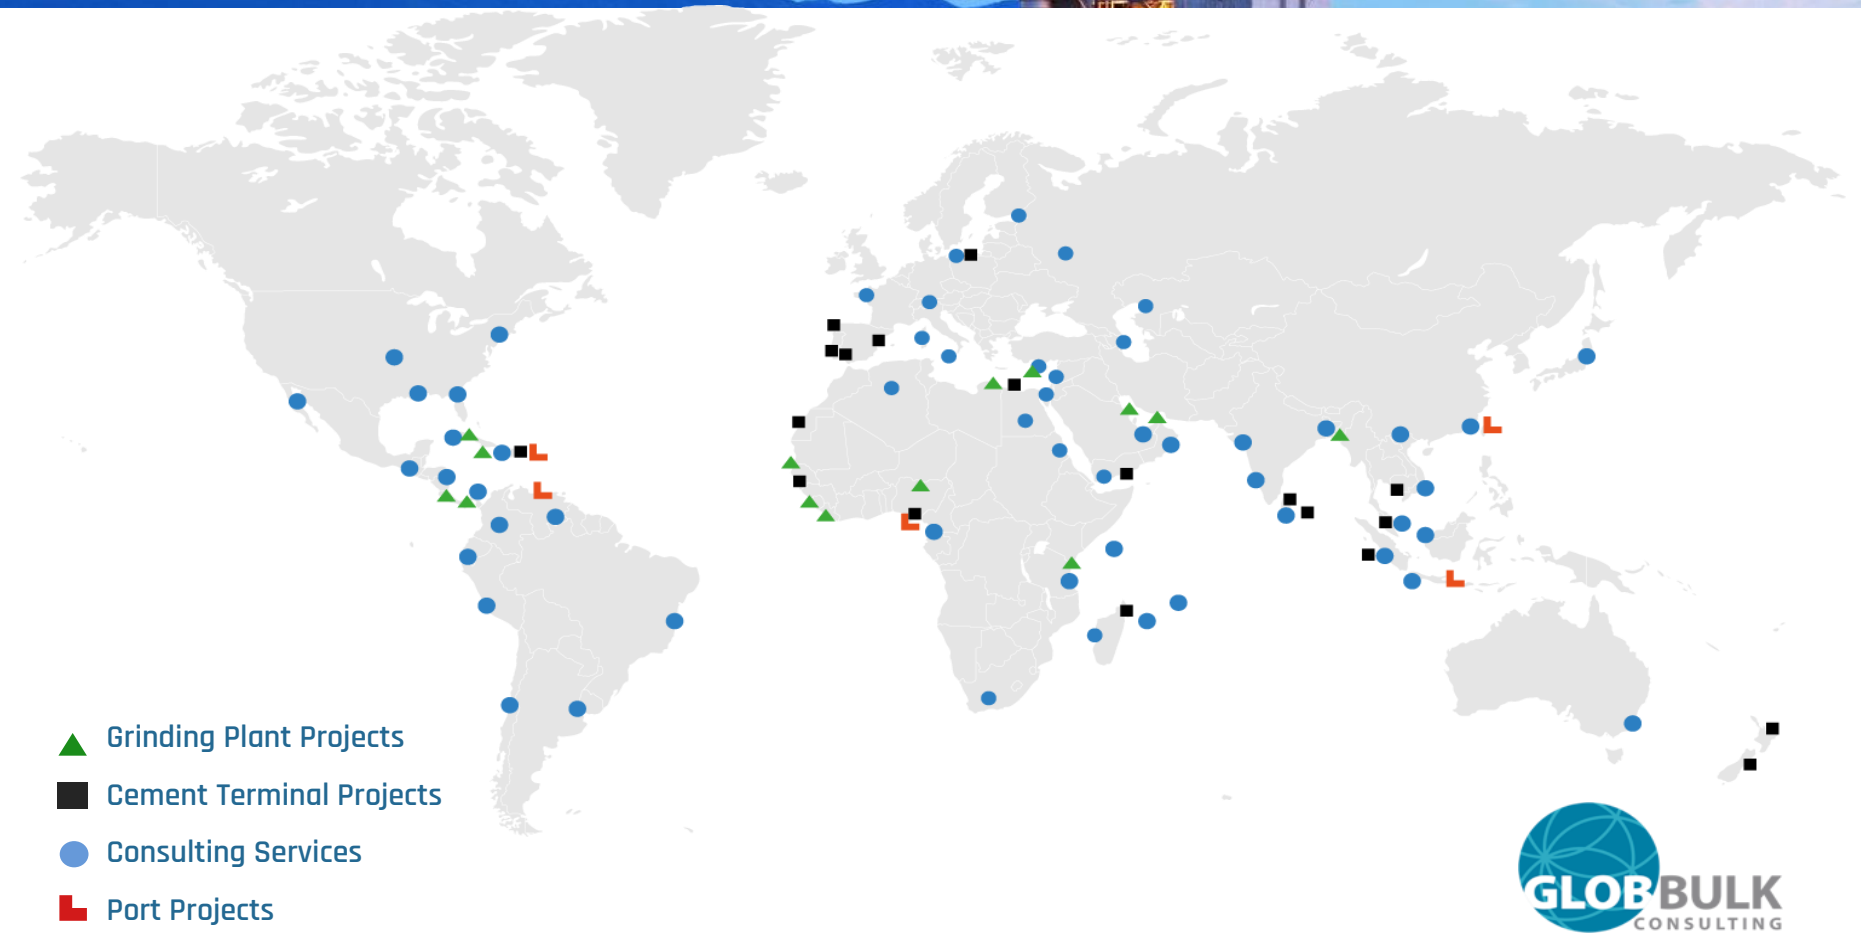 Grinding Plant Projects
Cement Terminal Projects
Consulting Services
Port Projects
GLOBBULK
CONSULTING